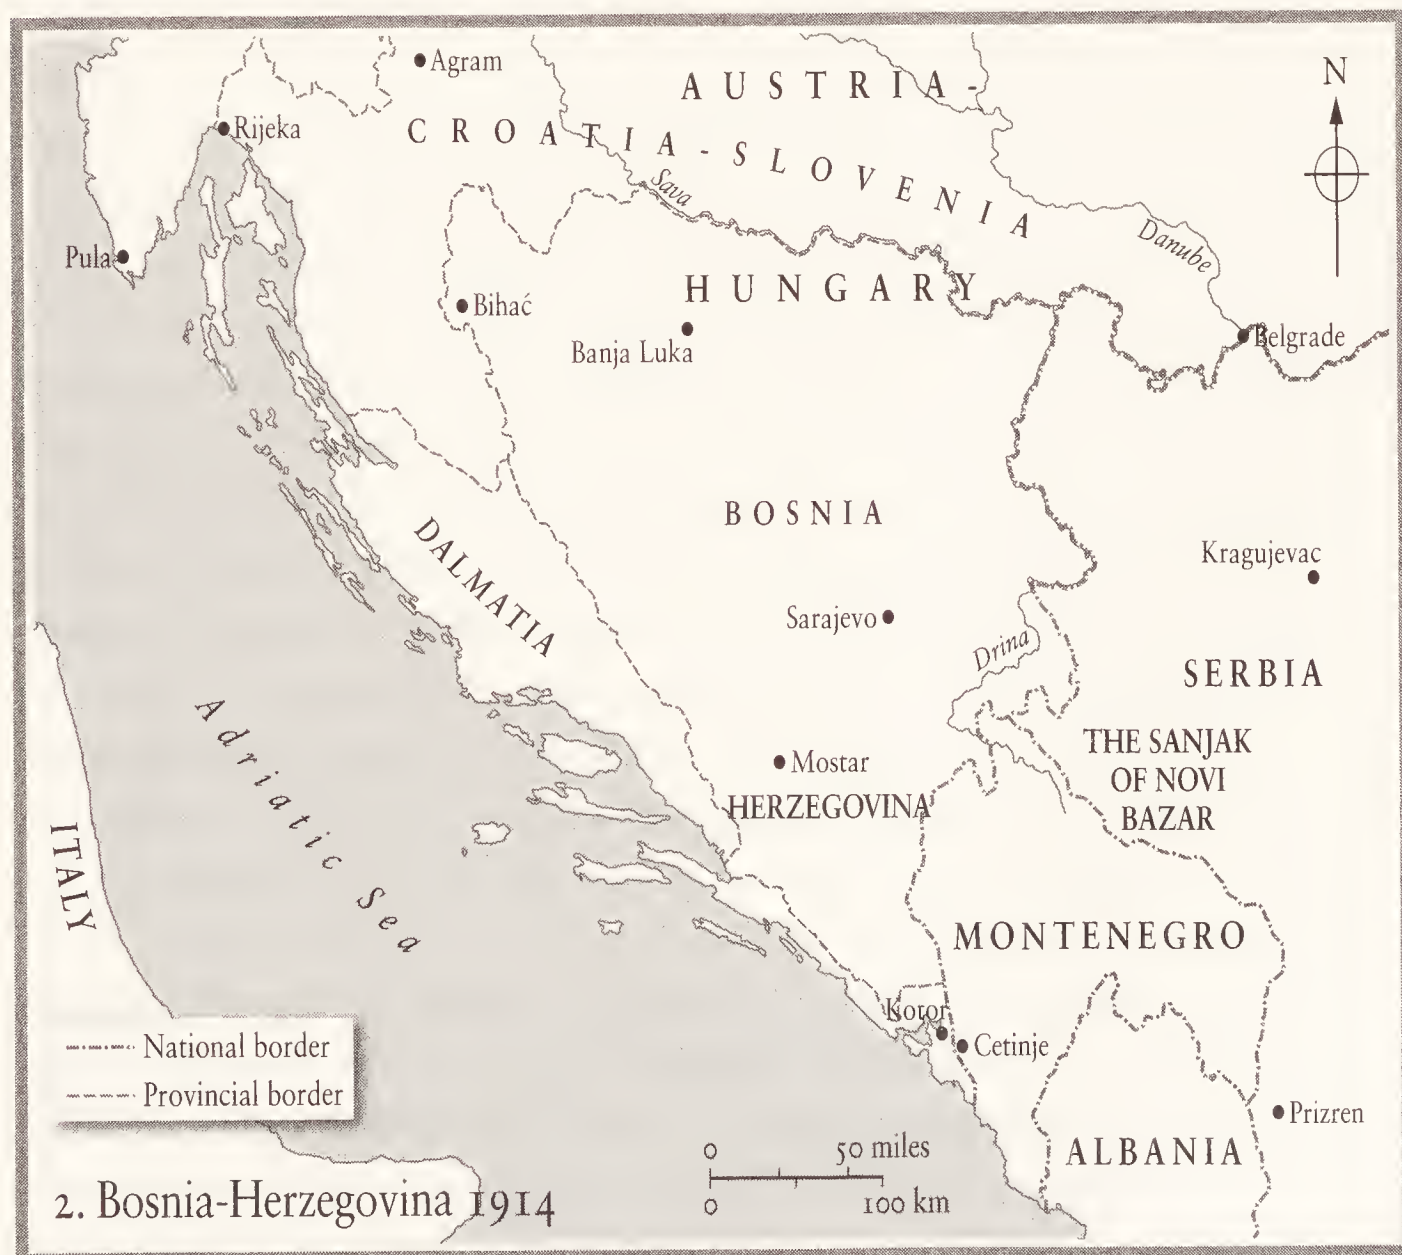 Agram
AUSTRIA-
N
Rijeka
CROATIA-SLOVENIA
Sava
Danube
Pula
Bihać
HUNGARY
Banja Luka
Belgrade
BOSNIA
DALMATIA
Kragujevac
Sarajevo
Drina
SERBIA
Adriatic Sea
THE SANJAK
OF NOVI
BAZAR
Mostar
HERZEGOVINA
ITALY
MONTENEGRO
Kotor
Cetinje
National border
Provincial border
Prizren
ALBANIA
0 50 miles
0 100 km
2. Bosnia-Herzegovina 1914